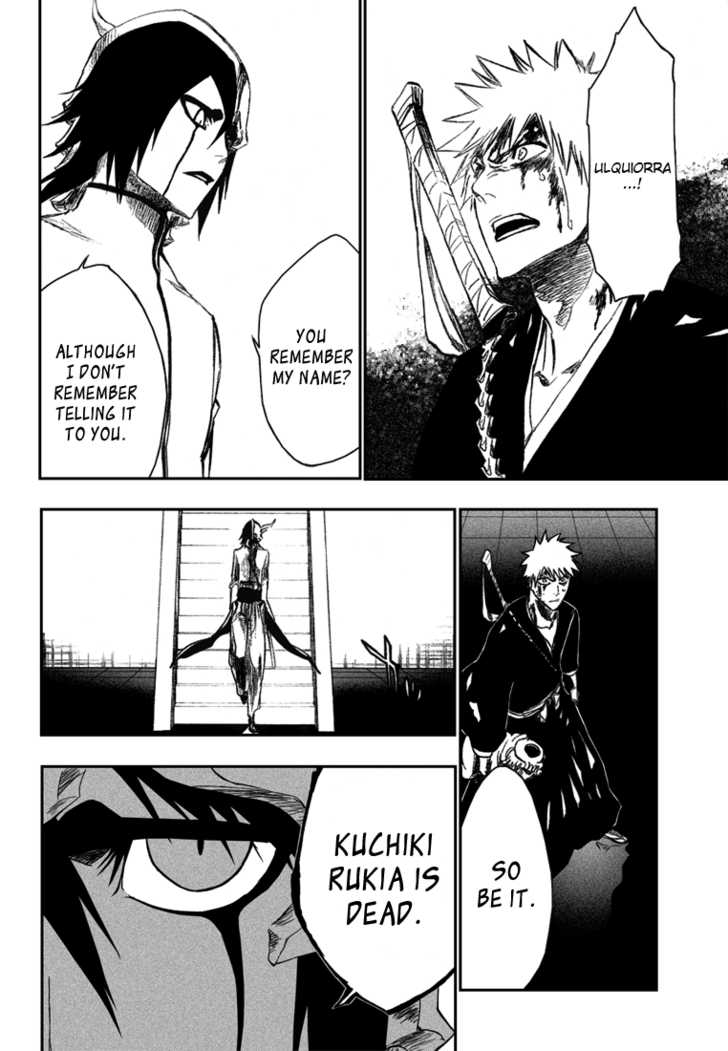 ULQUIORRA
...!
YOU
REMEMBER
MY NAME?
ALTHOUGH
I DON'T
REMEMBER
TELLING IT
TO YOU.
SO
BE IT.
KUCHIKI
RUKIA IS
DEAD.